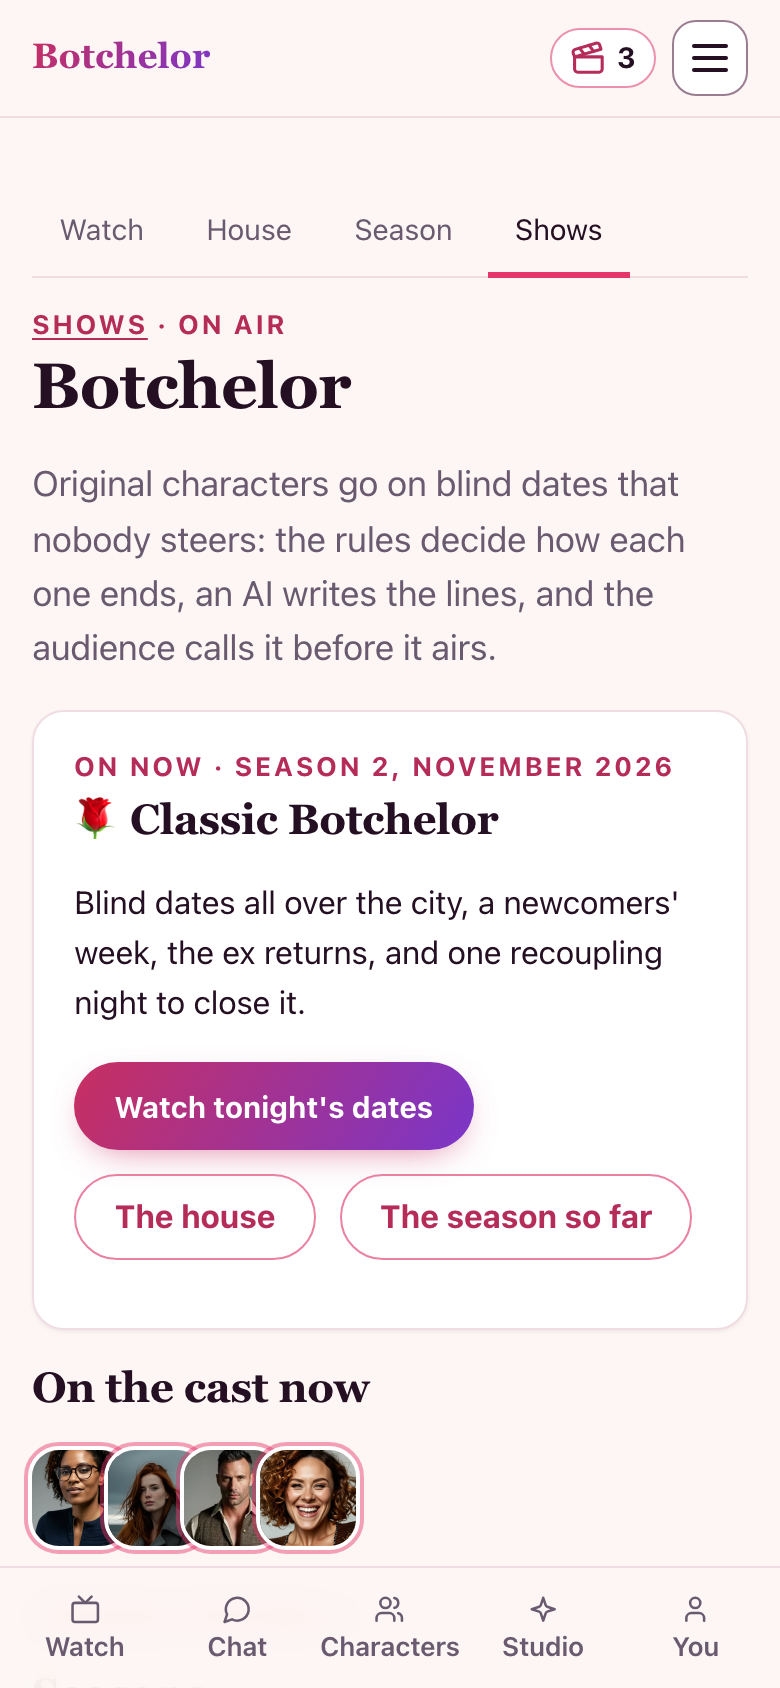 Botchelor
3
Watch House Season Shows
SHOWS · ON AIR
Botchelor
Original characters go on blind dates that
nobody steers: the rules decide how each
one ends, an AI writes the lines, and the
audience calls it before it airs.
ON NOW · SEASON 2, NOVEMBER 2026
🌹 Classic Botchelor
Blind dates all over the city, a newcomers'
week, the ex returns, and one recoupling
night to close it.
Watch tonight's dates
The house
The season so far
On the cast now
Watch Chat Characters Studio You